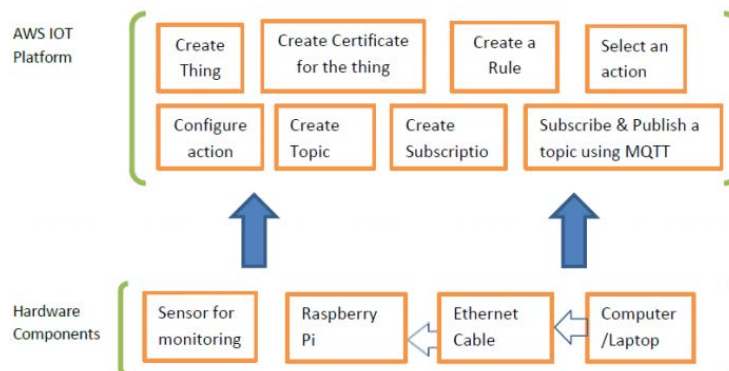 AWS IOT
Platform
Create
Thing
Create Certificate
for the thing
Create a
Rule
Select an
action
Configure
action
Create
Topic
Create
Subscriptio
Subscribe & Publish a
topic using MQTT
Hardware
Components
Sensor for
monitoring
Raspberry
Pi
Ethernet
Cable
Computer
/Laptop